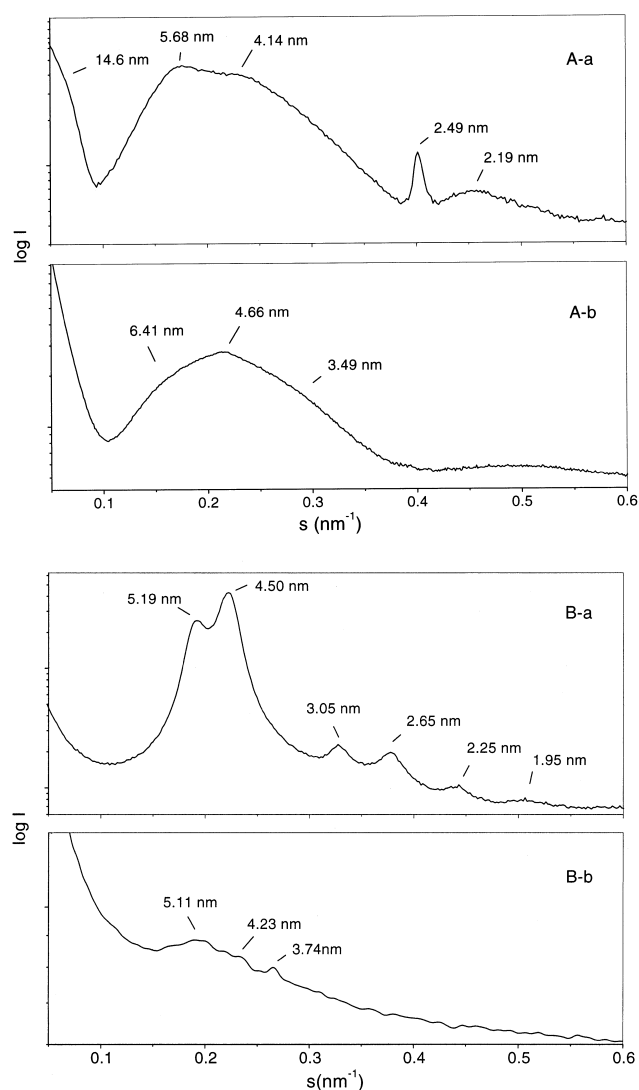 14.6 nm
5.68 nm
4.14 nm
A-a
2.49 nm
2.19 nm
log I
6.41 nm
4.66 nm
A-b
3.49 nm
0.1 0.2 0.3 0.4 0.5 0.6
s (nm⁻¹)
5.19 nm
4.50 nm
B-a
3.05 nm
2.65 nm
2.25 nm
1.95 nm
log I
B-b
5.11 nm
4.23 nm
3.74nm
0.1 0.2 0.3 0.4 0.5 0.6
s(nm⁻¹)